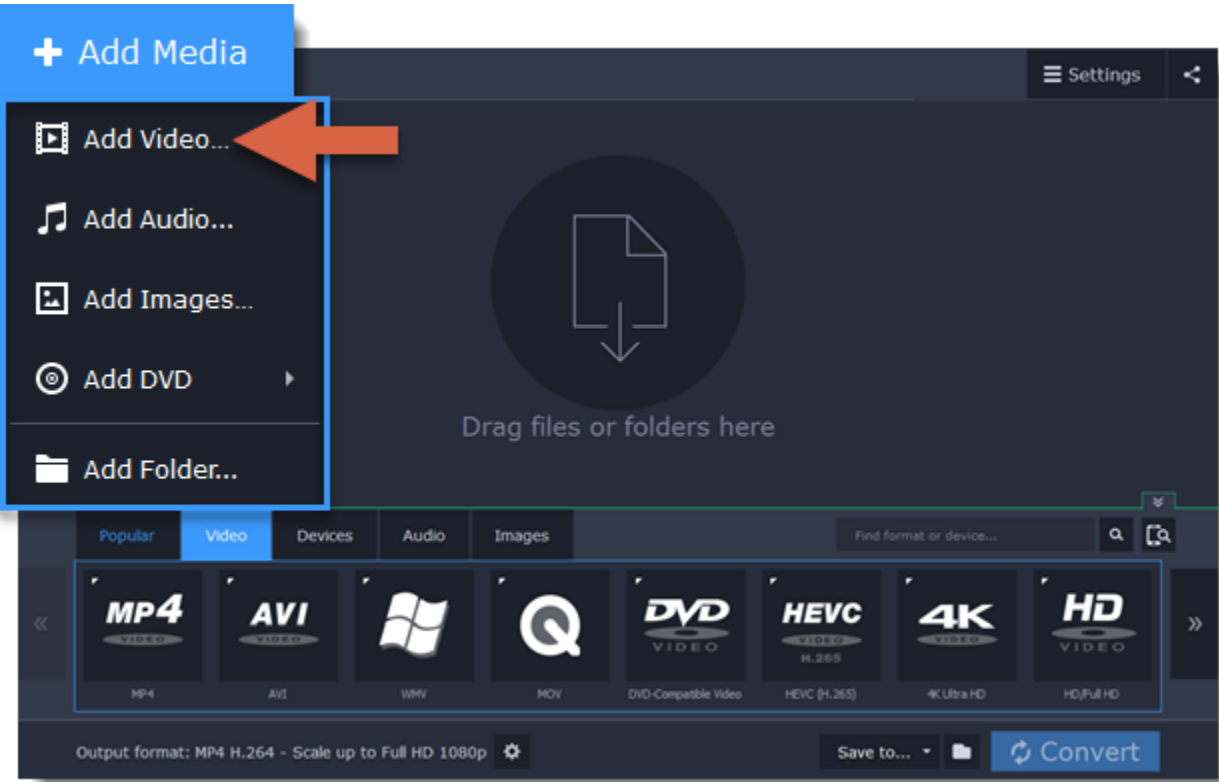 + Add Media
Settings
Add Video...
Add Audio...
Add Images...
Add DVD
Add Folder...
Drag files or folders here
Popular Video Devices Audio Images
Find format or device...
MP4 VIDEO
AVI VIDEO
DVD VIDEO
HEVC VIDEO H.265
4K VIDEO
HD VIDEO
MP4 AVI WMV MOV DVD-Compatible Video HEVC (H.265) 4K Ultra HD HD/Full HD
Output format: MP4 H.264 - Scale up to Full HD 1080p
Save to...
Convert